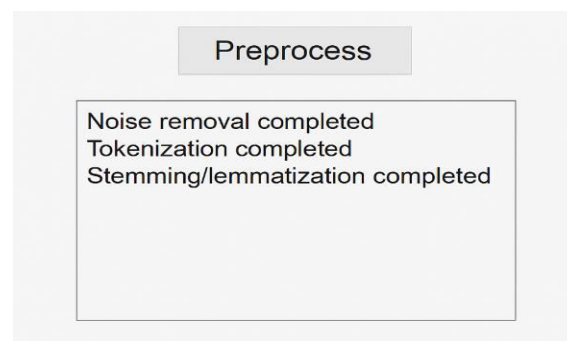 Preprocess
Noise removal completed
Tokenization completed
Stemming/lemmatization completed